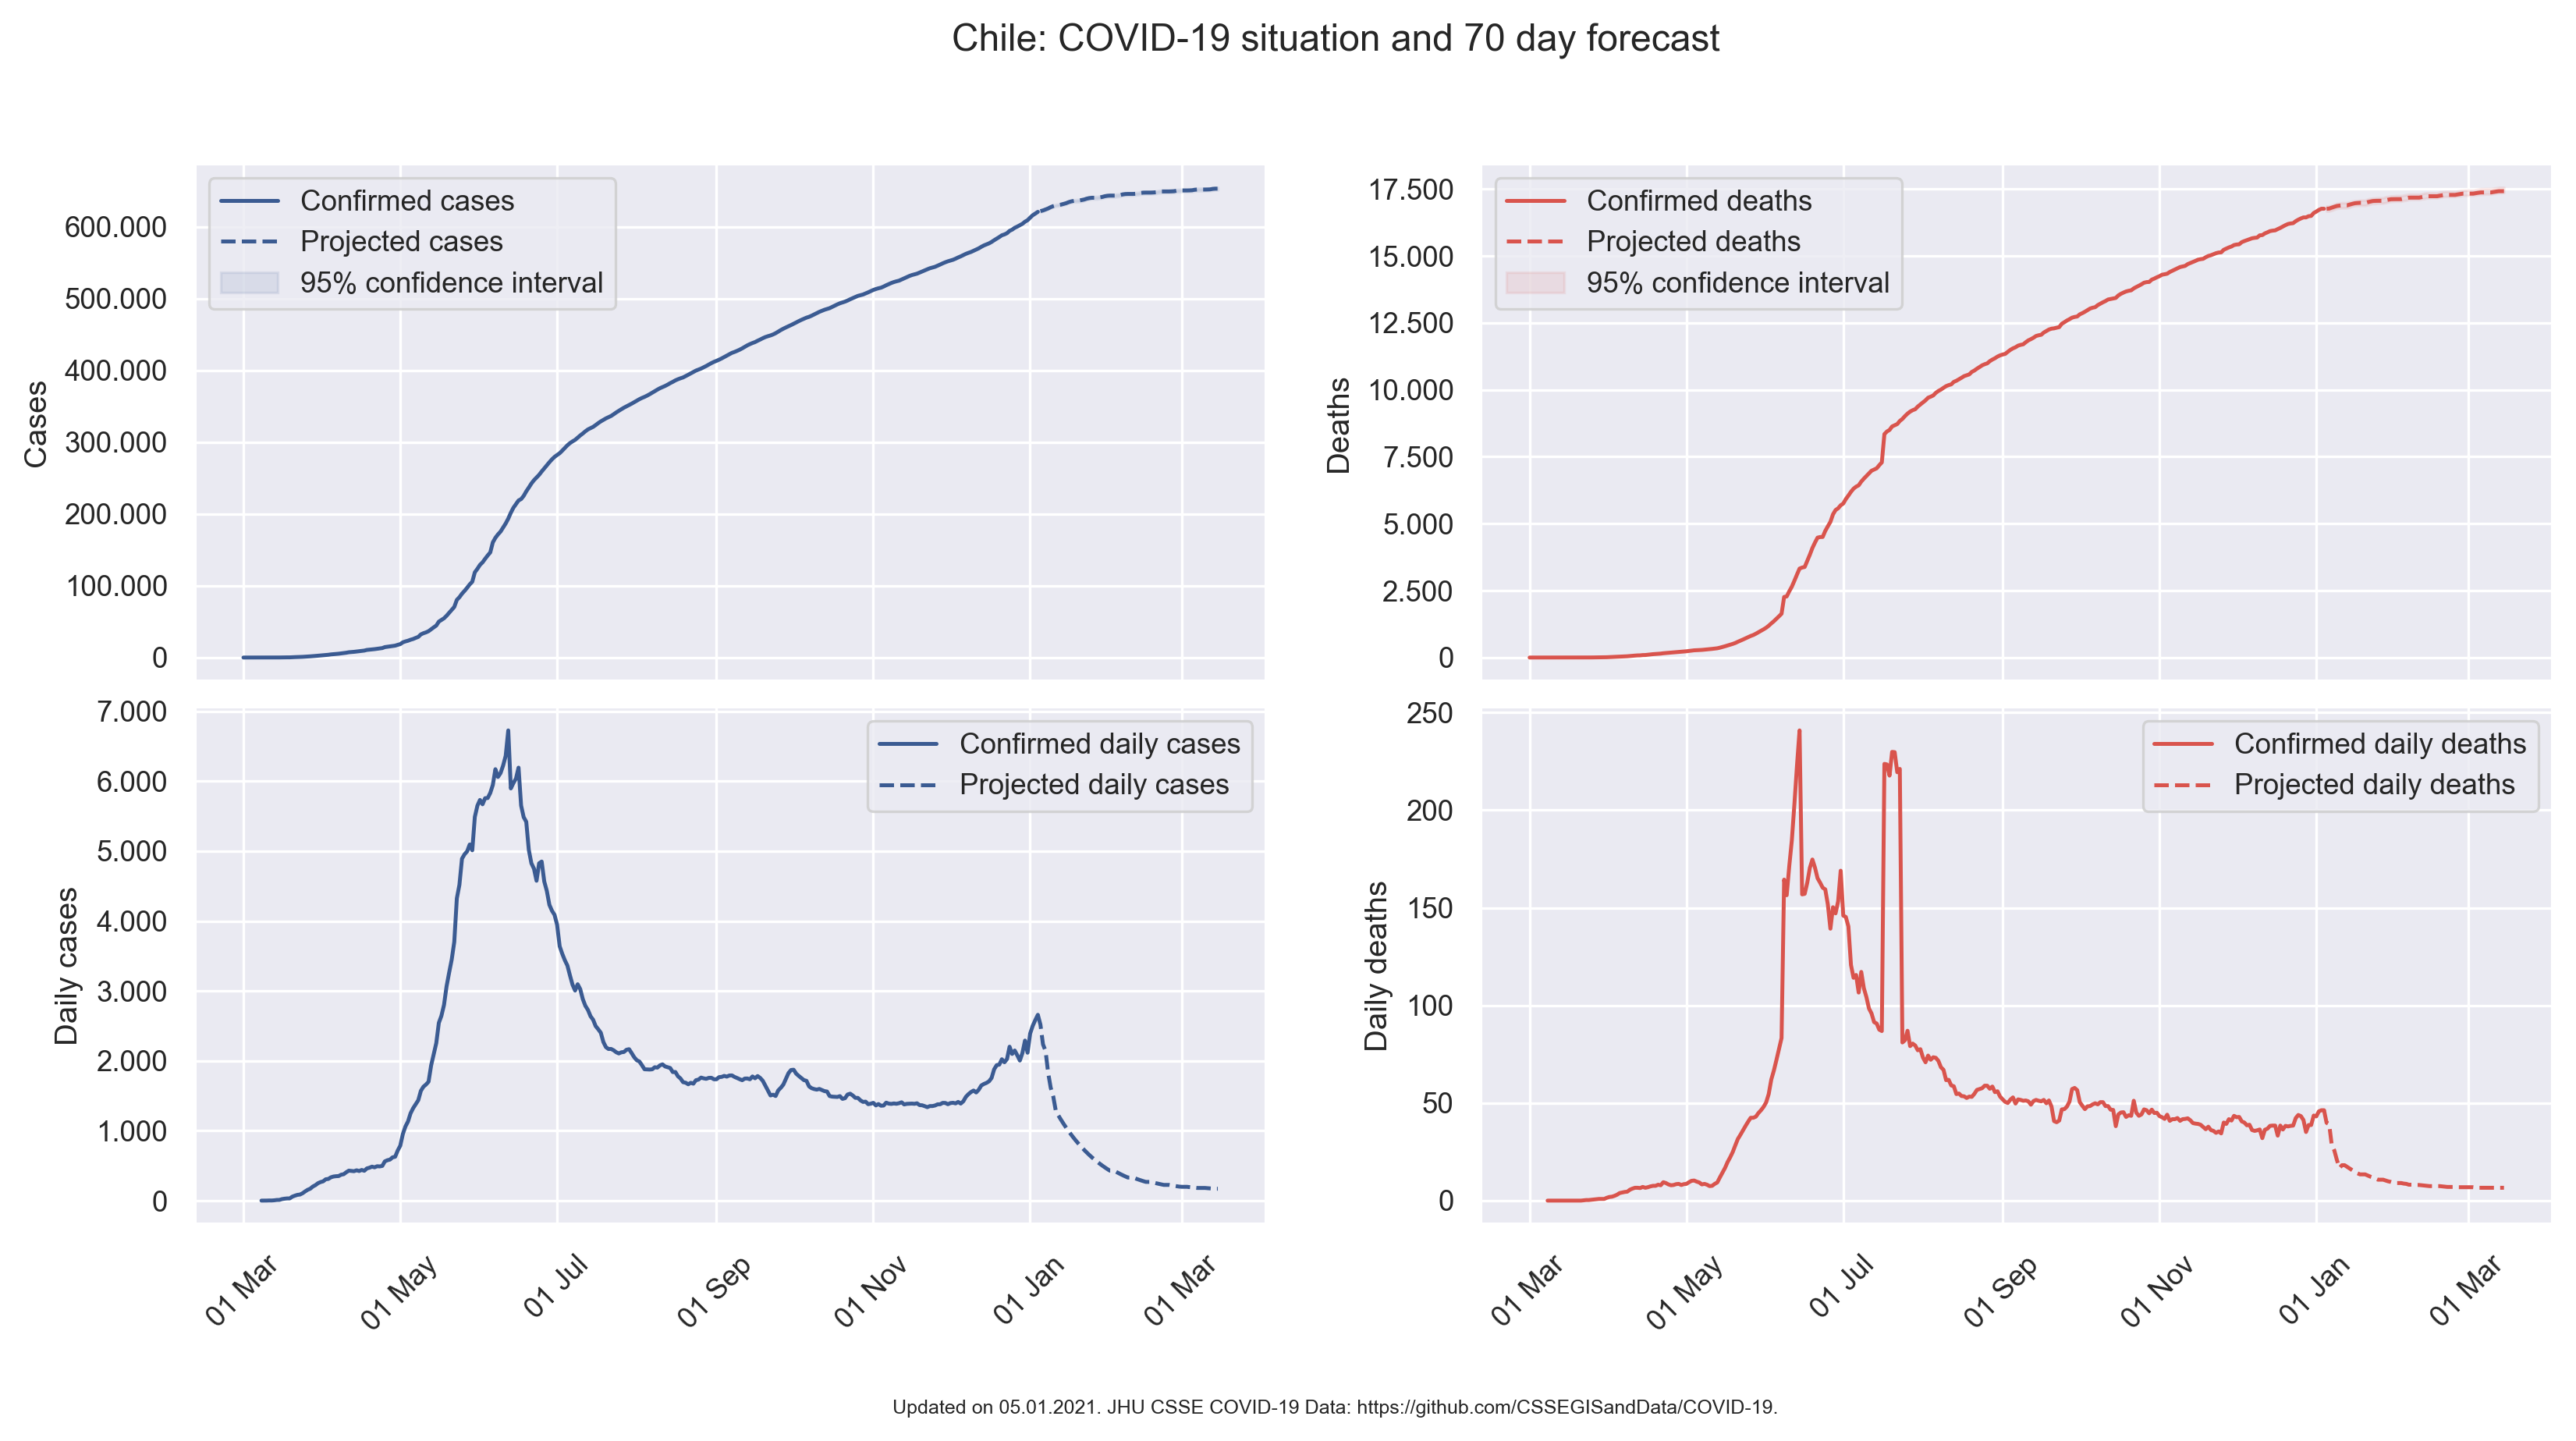 Chile: COVID-19 situation and 70 day forecast
Confirmed cases
Projected cases
95% confidence interval
Cases
600.000
500.000
400.000
300.000
200.000
100.000
0
Confirmed deaths
Projected deaths
95% confidence interval
Deaths
17.500
15.000
12.500
10.000
7.500
5.000
2.500
0
Confirmed daily cases
Projected daily cases
Daily cases
7.000
6.000
5.000
4.000
3.000
2.000
1.000
0
01 Mar
01 May
01 Jul
01 Sep
01 Nov
01 Jan
01 Mar
Confirmed daily deaths
Projected daily deaths
Daily deaths
250
200
150
100
50
0
01 Mar
01 May
01 Jul
01 Sep
01 Nov
01 Jan
01 Mar
Updated on 05.01.2021. JHU CSSE COVID-19 Data: https://github.com/CSSEGISandData/COVID-19.